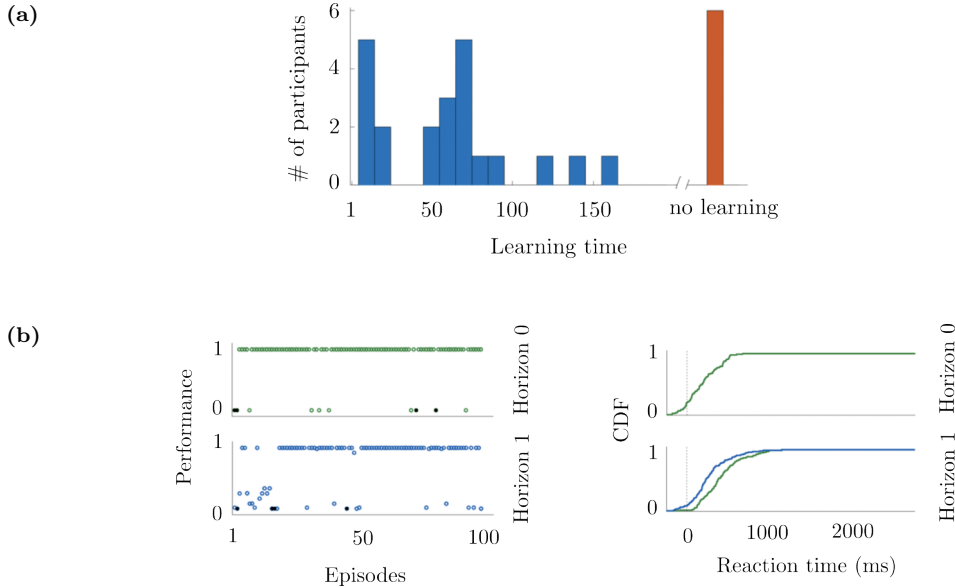 (a)
# of participants
6
4
2
0
1 50 100 150 no learning
Learning time
(b)
Performance
1
0
Horizon 0
1
0
Horizon 1
1 50 100
Episodes
CDF
1
0
Horizon 0
1
0
Horizon 1
0 1000 2000
Reaction time (ms)